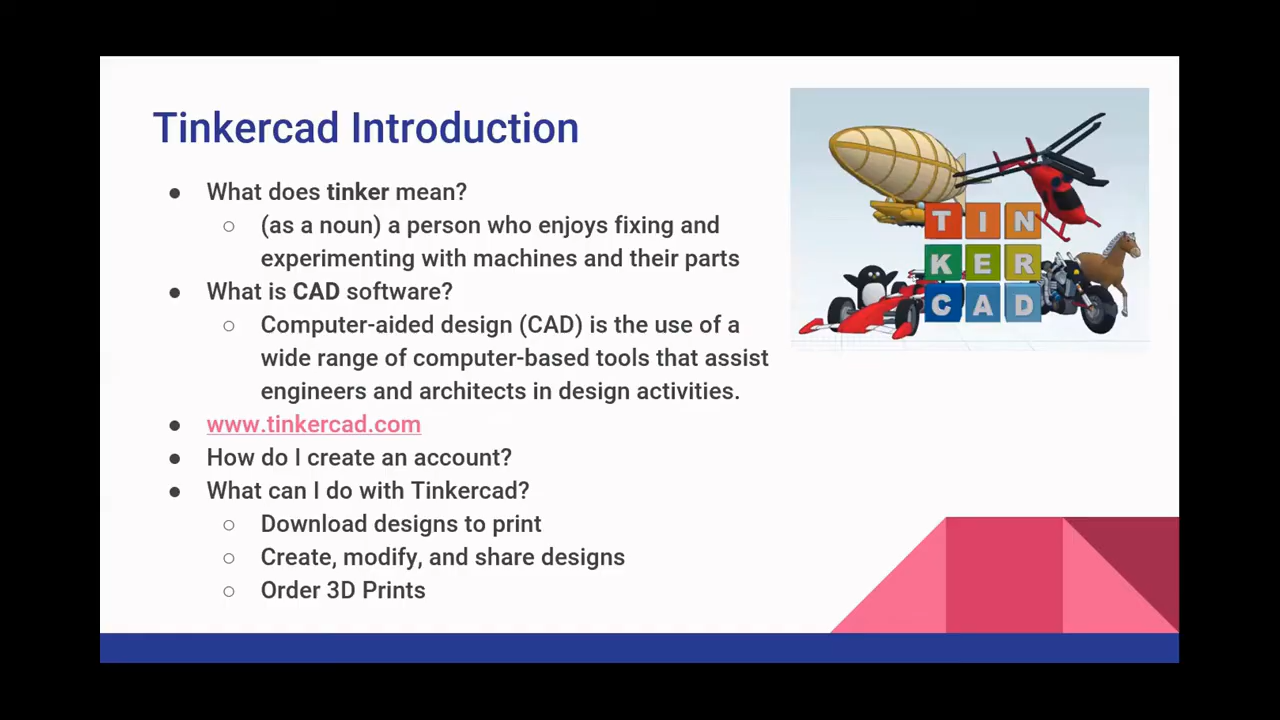 Tinkercad Introduction
● What does tinker mean?
○ (as a noun) a person who enjoys fixing and
experimenting with machines and their parts
● What is CAD software?
○ Computer-aided design (CAD) is the use of a
wide range of computer-based tools that assist
engineers and architects in design activities.
● www.tinkercad.com
● How do I create an account?
● What can I do with Tinkercad?
○ Download designs to print
○ Create, modify, and share designs
○ Order 3D Prints
TIN
KER
CAD